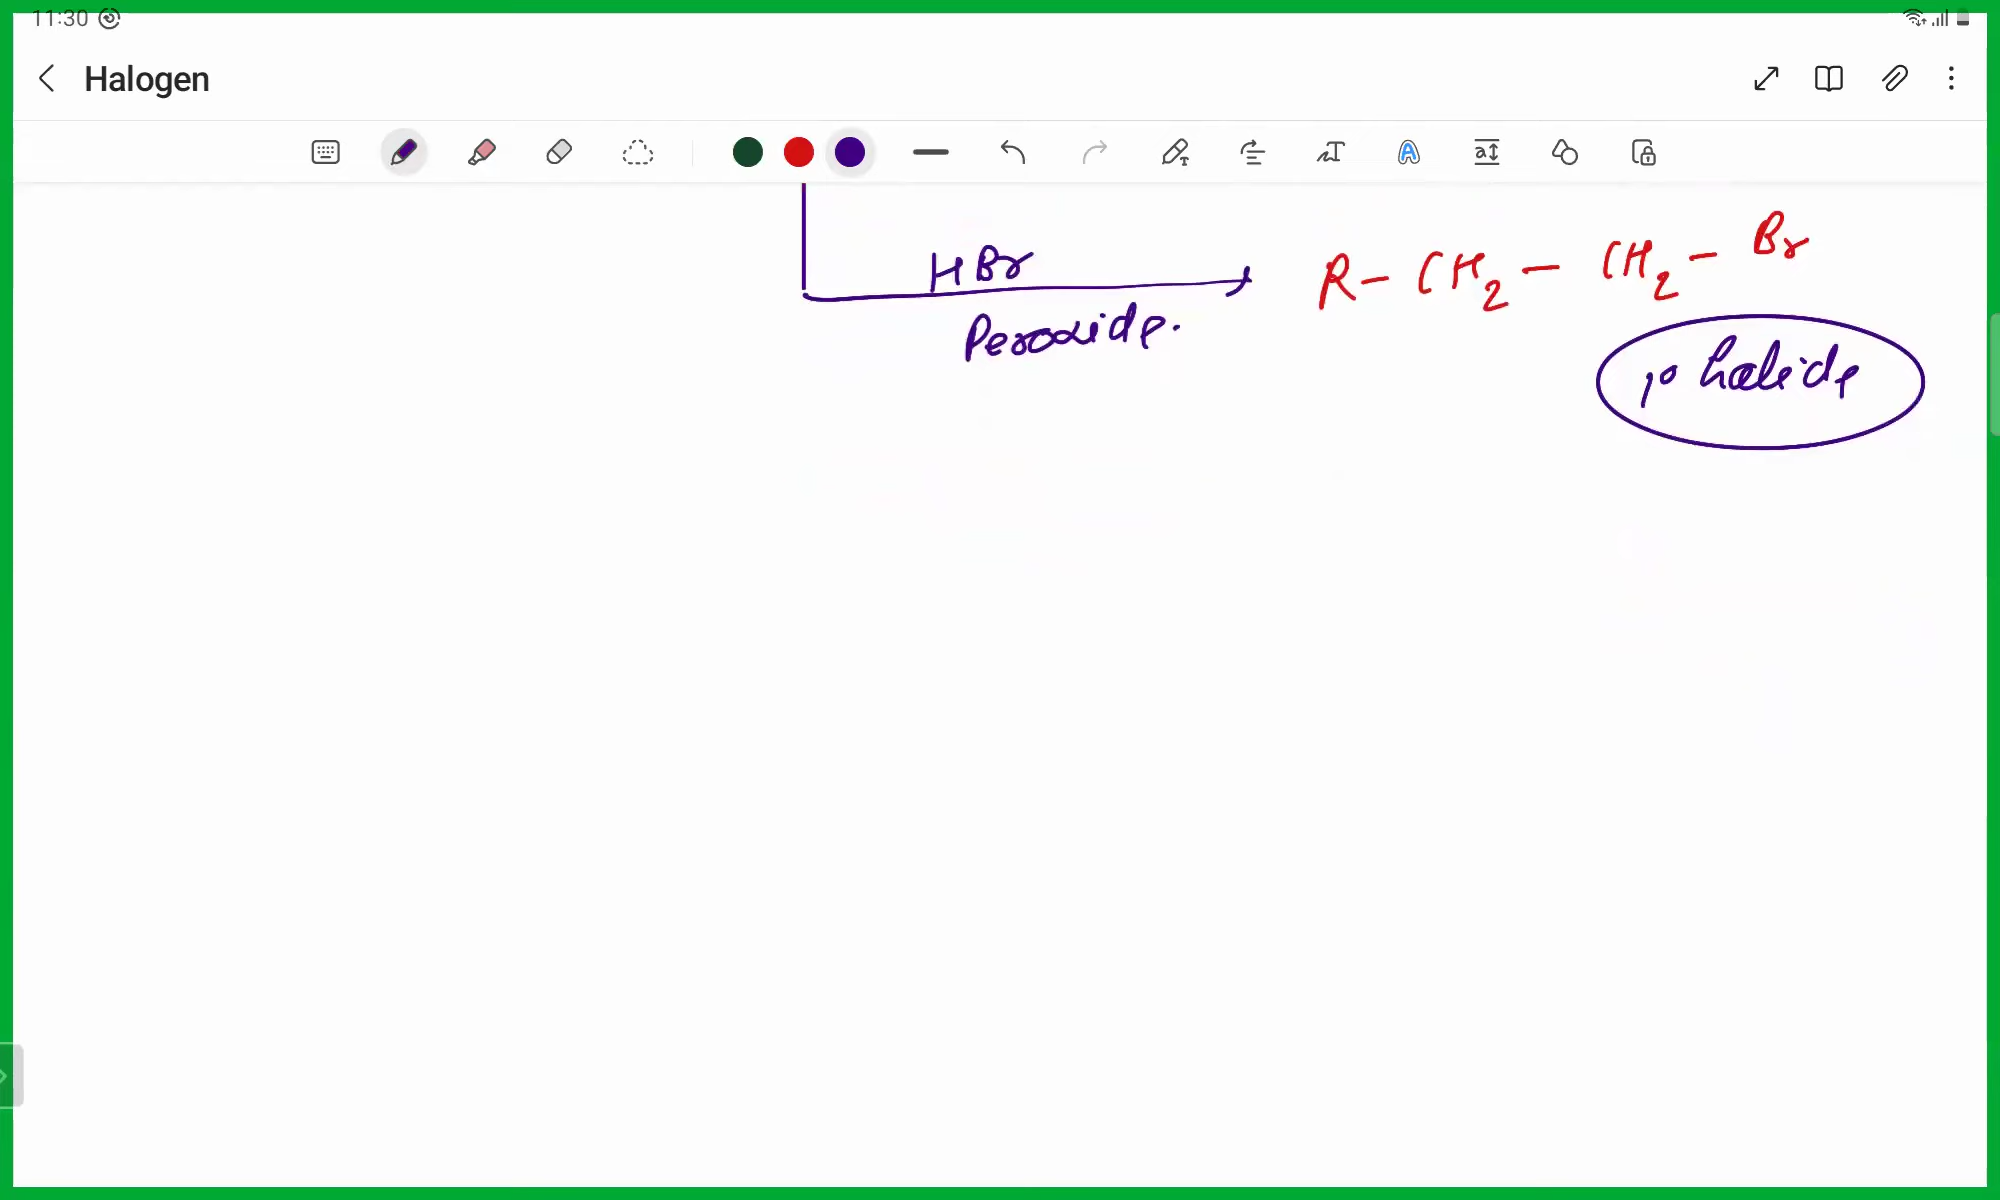 11:30
Halogen
HBr
Peroxide.
R - CH2 - CH2 - Br
1° halide